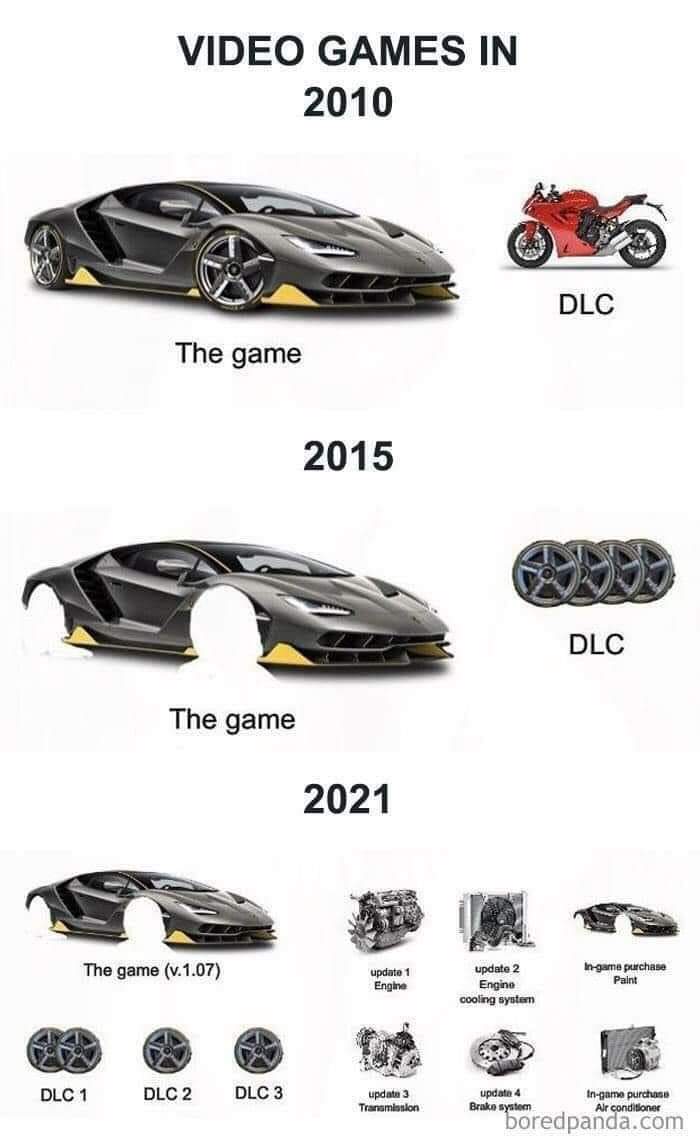 VIDEO GAMES IN
2010
The game
DLC
2015
The game
DLC
2021
The game (v.1.07)
DLC 1
DLC 2
DLC 3
update 1
Engine
update 2
Engine
cooling system
In-game purchase
Paint
update 3
Transmission
update 4
Brake system
In-game purchase
Air conditioner
boredpanda.com